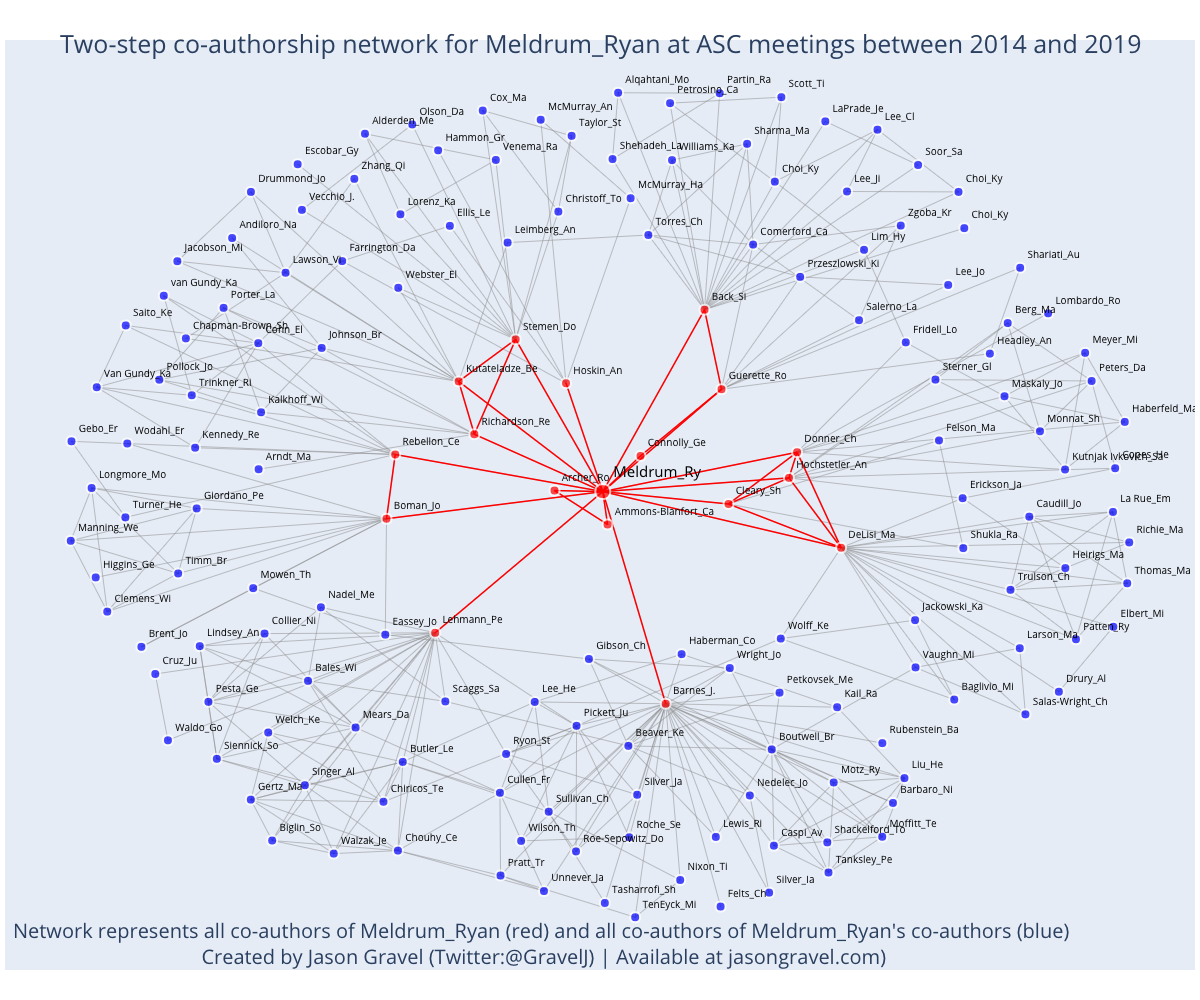 Two-step co-authorship network for Meldrum_Ryan at ASC meetings between 2014 and 2019
Alqahtani_Mo
Partrin_Ra
Petrosino_Ca
Scott_Ti
Cox_Ma
McMurray_An
LaPrade_Je
Olson_Da
Alderden_Me
Taylor_St
Lee_Cl
Hammon_Gr
Venema_Ra
Shehadeh_La
Williams_Ka
Sharma_Ma
Escobar_Gy
Zhang_Qi
Choi_Ky
Soor_Sa
Drummond_Jo
Vecchio_J.
Lorenz_Ka
Christoff_To
McMurray_Ha
Lee_Ji
Choi_Ky
Andiloro_Na
Ellis_Le
Leimberg_An
Torres_Ch
Comerford_Ca
Zgoba_Kr
Choi_Ky
Jacobson_Mi
Lawson_Vi
Farrington_Da
Lim_Hy
Przeszlowski_Ki
Shariati_Au
van Gundy_Ka
Porter_La
Webster_El
Back_Si
Lee_Jo
Saito_Ke
Chapman-Brown_Sh
Cohn_El
Johnson_Br
Stemen_Do
Salerno_La
Berg_Ma
Lombardo_Ro
Fridell_Lo
Headley_An
Meyer_Mi
Van Gundy_Ka
Pollock_Jo
Trinkner_Ri
Kutateladze_Be
Hoskin_An
Guerette_Ro
Sterner_Gl
Maskaly_Jo
Peters_Da
Kalkhoff_Wi
Richardson_Re
Monnat_Sh
Haberfeld_Ma
Gebo_Er
Wodahl_Er
Kennedy_Re
Rebellon_Ce
Connolly_Ge
Donner_Ch
Felson_Ma
Arndt_Ma
Meldrum_Ry
Hochstetler_An
Kutnjak Ivkovich_Sa
Copes_He
Longmore_Mo
Turner_He
Giordano_Pe
Boman_Jo
Archer_Ro
Cleary_Sh
Erickson_Ja
Ammons-Blanfort_Ca
Caudill_Jo
La Rue_Em
Manning_We
DeLisi_Ma
Shukla_Ra
Richie_Ma
Higgins_Ge
Timm_Br
Heirigs_Ma
Thomas_Ma
Clemens_Wi
Mowen_Th
Trulson_Ch
Nadel_Me
Jackowski_Ka
Elbert_Mi
Brent_Jo
Lindsey_An
Collier_Ni
Eassey_Jo
Lehmann_Pe
Wolff_Ke
Larson_Ma
Patten_Ry
Cruz_Ju
Bales_Wi
Gibson_Ch
Haberman_Co
Wright_Jo
Vaughn_Mi
Pesta_Ge
Scaggs_Sa
Lee_He
Barnes_J.
Petkovsek_Me
Kail_Ra
Baglivio_Mi
Drury_Al
Salas-Wright_Ch
Waldo_Go
Welch_Ke
Mears_Da
Pickett_Ju
Beaver_Ke
Boutwell_Br
Rubenstein_Ba
Siennick_So
Singer_Al
Butler_Le
Ryon_St
Gertz_Ma
Chiricos_Te
Cullen_Fr
Silver_Ja
Nedelec_Jo
Motz_Ry
Liu_He
Barbaro_Ni
Sullivan_Ch
Biglin_So
Walzak_Je
Chouhy_Ce
Wilson_Th
Roe-Sepowitz_Do
Roche_Se
Lewis_Ri
Caspi_Av
Shackelford_To
Moffitt_Te
Pratt_Tr
Unnever_Ja
Nixon_Ti
Silver_Ia
Tanksley_Pe
Tasharrofi_Sh
TenEyck_Mi
Felts_Ch
Network represents all co-authors of Meldrum_Ryan (red) and all co-authors of Meldrum_Ryan's co-authors (blue)
Created by Jason Gravel (Twitter:@GravelJ) | Available at jasongravel.com)